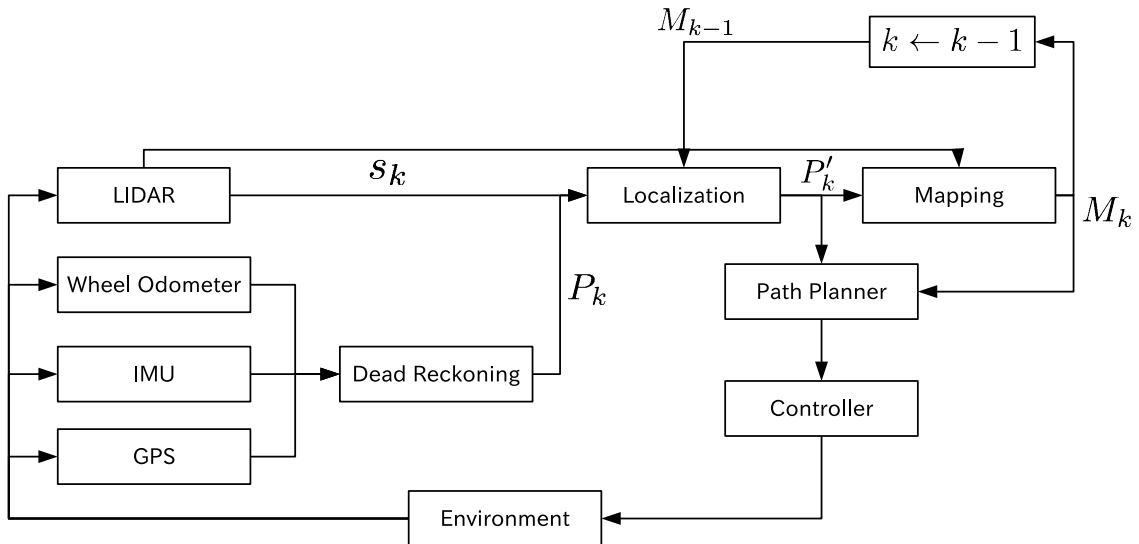 M_{k-1}
k ← k − 1
LIDAR
s_k
Localization
P'_k
Mapping
M_k
Wheel Odometer
P_k
Path Planner
IMU
Dead Reckoning
Controller
GPS
Environment